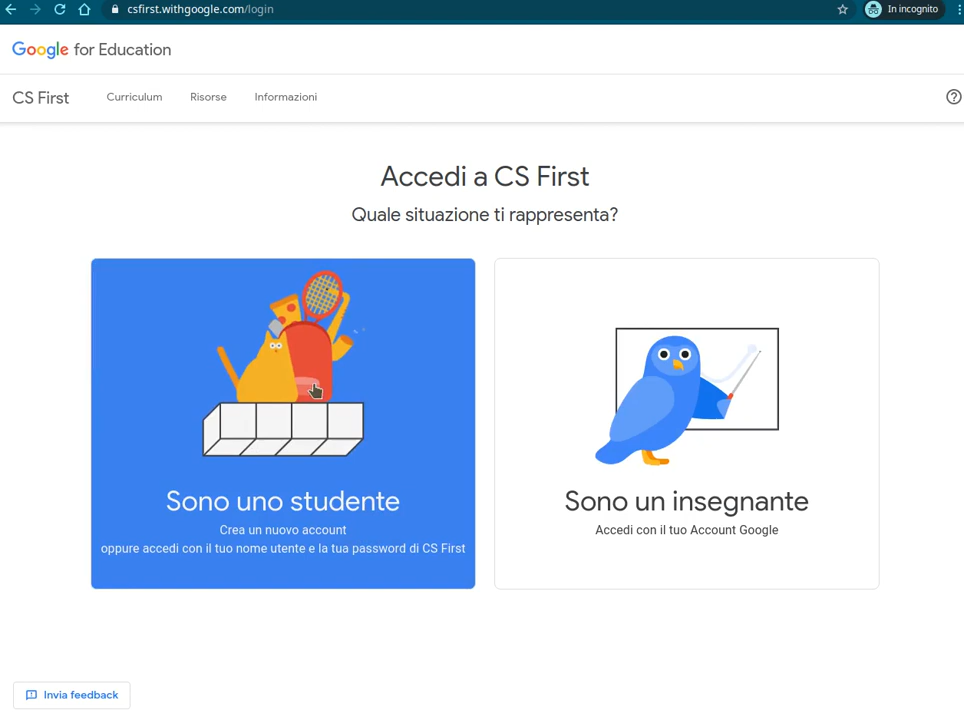 csfirst.withgoogle.com/login
In incognito
Google for Education
CS First
Curriculum
Risorse
Informazioni
Accedi a CS First
Quale situazione ti rappresenta?
Sono uno studente
Crea un nuovo account
oppure accedi con il tuo nome utente e la tua password di CS First
Sono un insegnante
Accedi con il tuo Account Google
Invia feedback